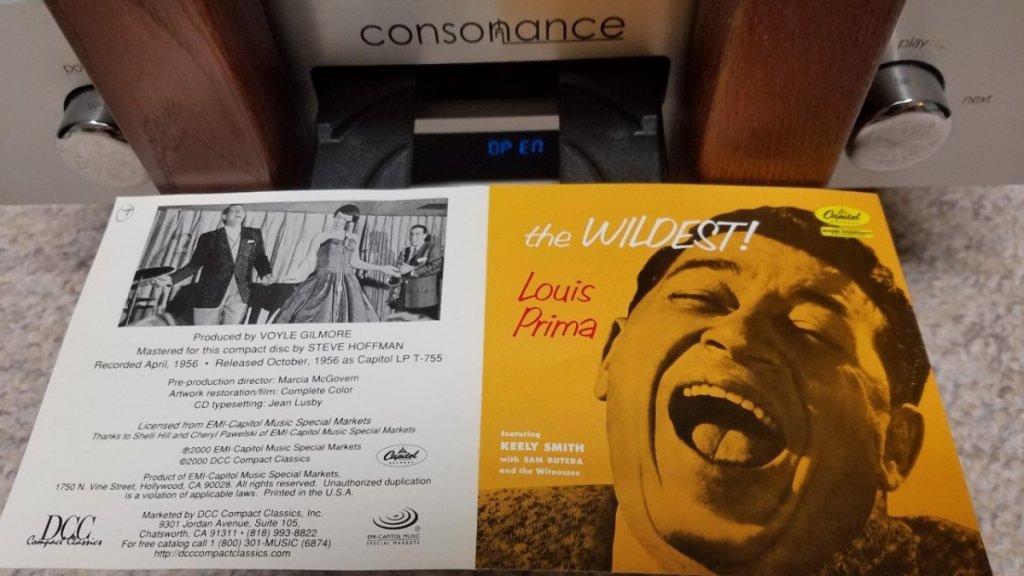 consonance
po
play
next
OPEN
Produced by VOYLE GILMORE
Mastered for this compact disc by STEVE HOFFMAN
Recorded April, 1956 • Released October, 1956 as Capitol LP T-755
Pre-production director: Marcia McGovern
Artwork restoration/film: Complete Color
CD typesetting: Jean Lusby
Licensed from EMI-Capitol Music Special Markets
Thanks to Shelli Hill and Cheryl Pawelski of EMI-Capitol Music Special Markets
℗2000 EMI-Capitol Music Special Markets
©2000 DCC Compact Classics
Capitol
RECORDS
Product of EMI-Capitol Music Special Markets,
1750 N. Vine Street, Hollywood, CA 90028. All rights reserved. Unauthorized duplication
is a violation of applicable laws. Printed in the U.S.A.
DCC
Compact Classics
Marketed by DCC Compact Classics, Inc.
9301 Jordan Avenue, Suite 105,
Chatsworth, CA 91311 • (818) 993-8822
For free catalog call 1 (800) 301-MUSIC (6874)
http://dcccompactclassics.com
EMI-CAPITOL MUSIC
SPECIAL MARKETS
the WILDEST!
Capitol
RECORDS
Louis
Prima
featuring
KEELY SMITH
with SAM BUTERA
and the Witnesses